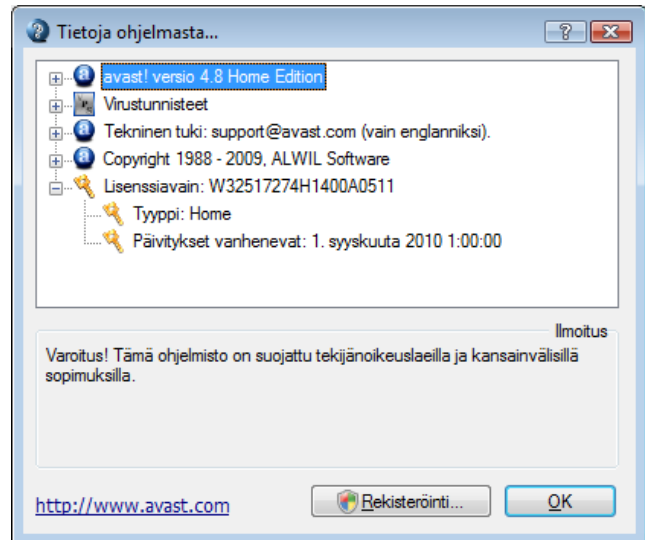 Tietoja ohjelmasta...
avast! versio 4.8 Home Edition
Virustunnisteet
Tekninen tuki: support@avast.com (vain englanniksi).
Copyright 1988 - 2009, ALWIL Software
Lisenssiavain: W32517274H1400A0511
Tyyppi: Home
Päivitykset vanhenevat: 1. syyskuuta 2010 1:00:00
Ilmoitus
Varoitus! Tämä ohjelmisto on suojattu tekijänoikeuslaeilla ja kansainvälisillä
sopimuksilla.
http://www.avast.com
Rekisteröinti...
OK